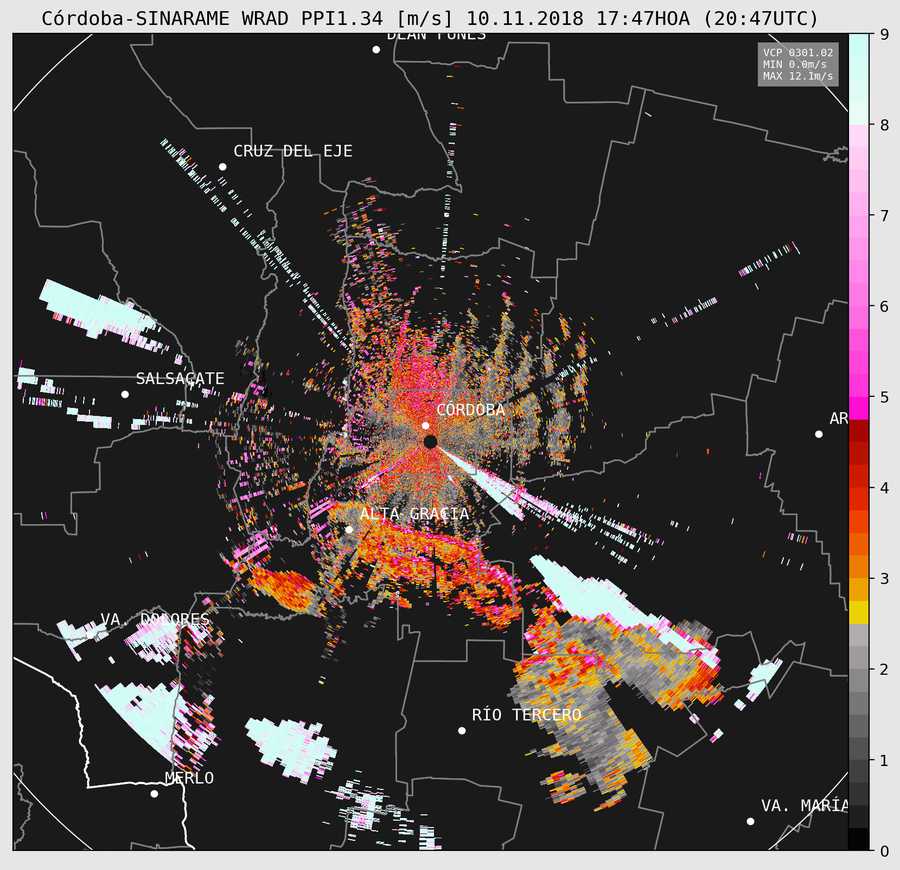 Córdoba-SINARAME WRAD PPI1.34 [m/s] 10.11.2018 17:47HOA (20:47UTC)
DEAN FUNES
VCP 0301.02
MIN 0.0m/s
MAX 12.1m/s
CRUZ DEL EJE
SALSACATE
CÓRDOBA
AR
ALTA GRACIA
VA. DOLORES
RÍO TERCERO
MERLO
VA. MARÍA
9
8
7
6
5
4
3
2
1
0